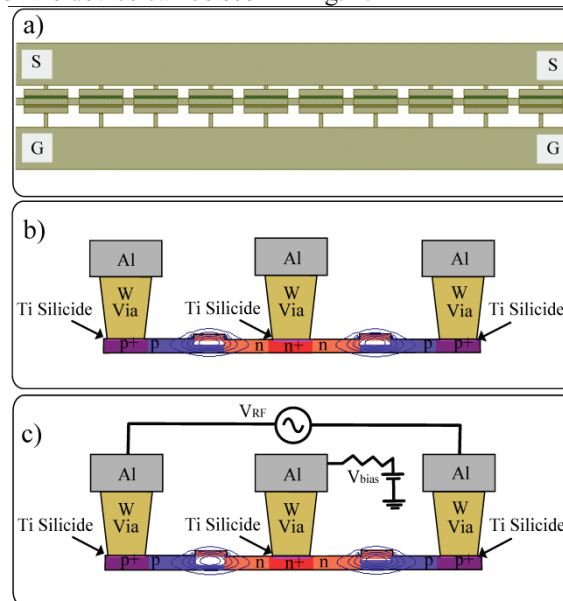 a)
S S
G G
b)
Al Al Al
W W W
Via Via Via
Ti Silicide Ti Silicide Ti Silicide
p+ p n n+ n p p+
c)
VRF
Al Al Al
Vbias
W W W
Via Via Via
Ti Silicide Ti Silicide Ti Silicide
p+ p n n+ n p p+